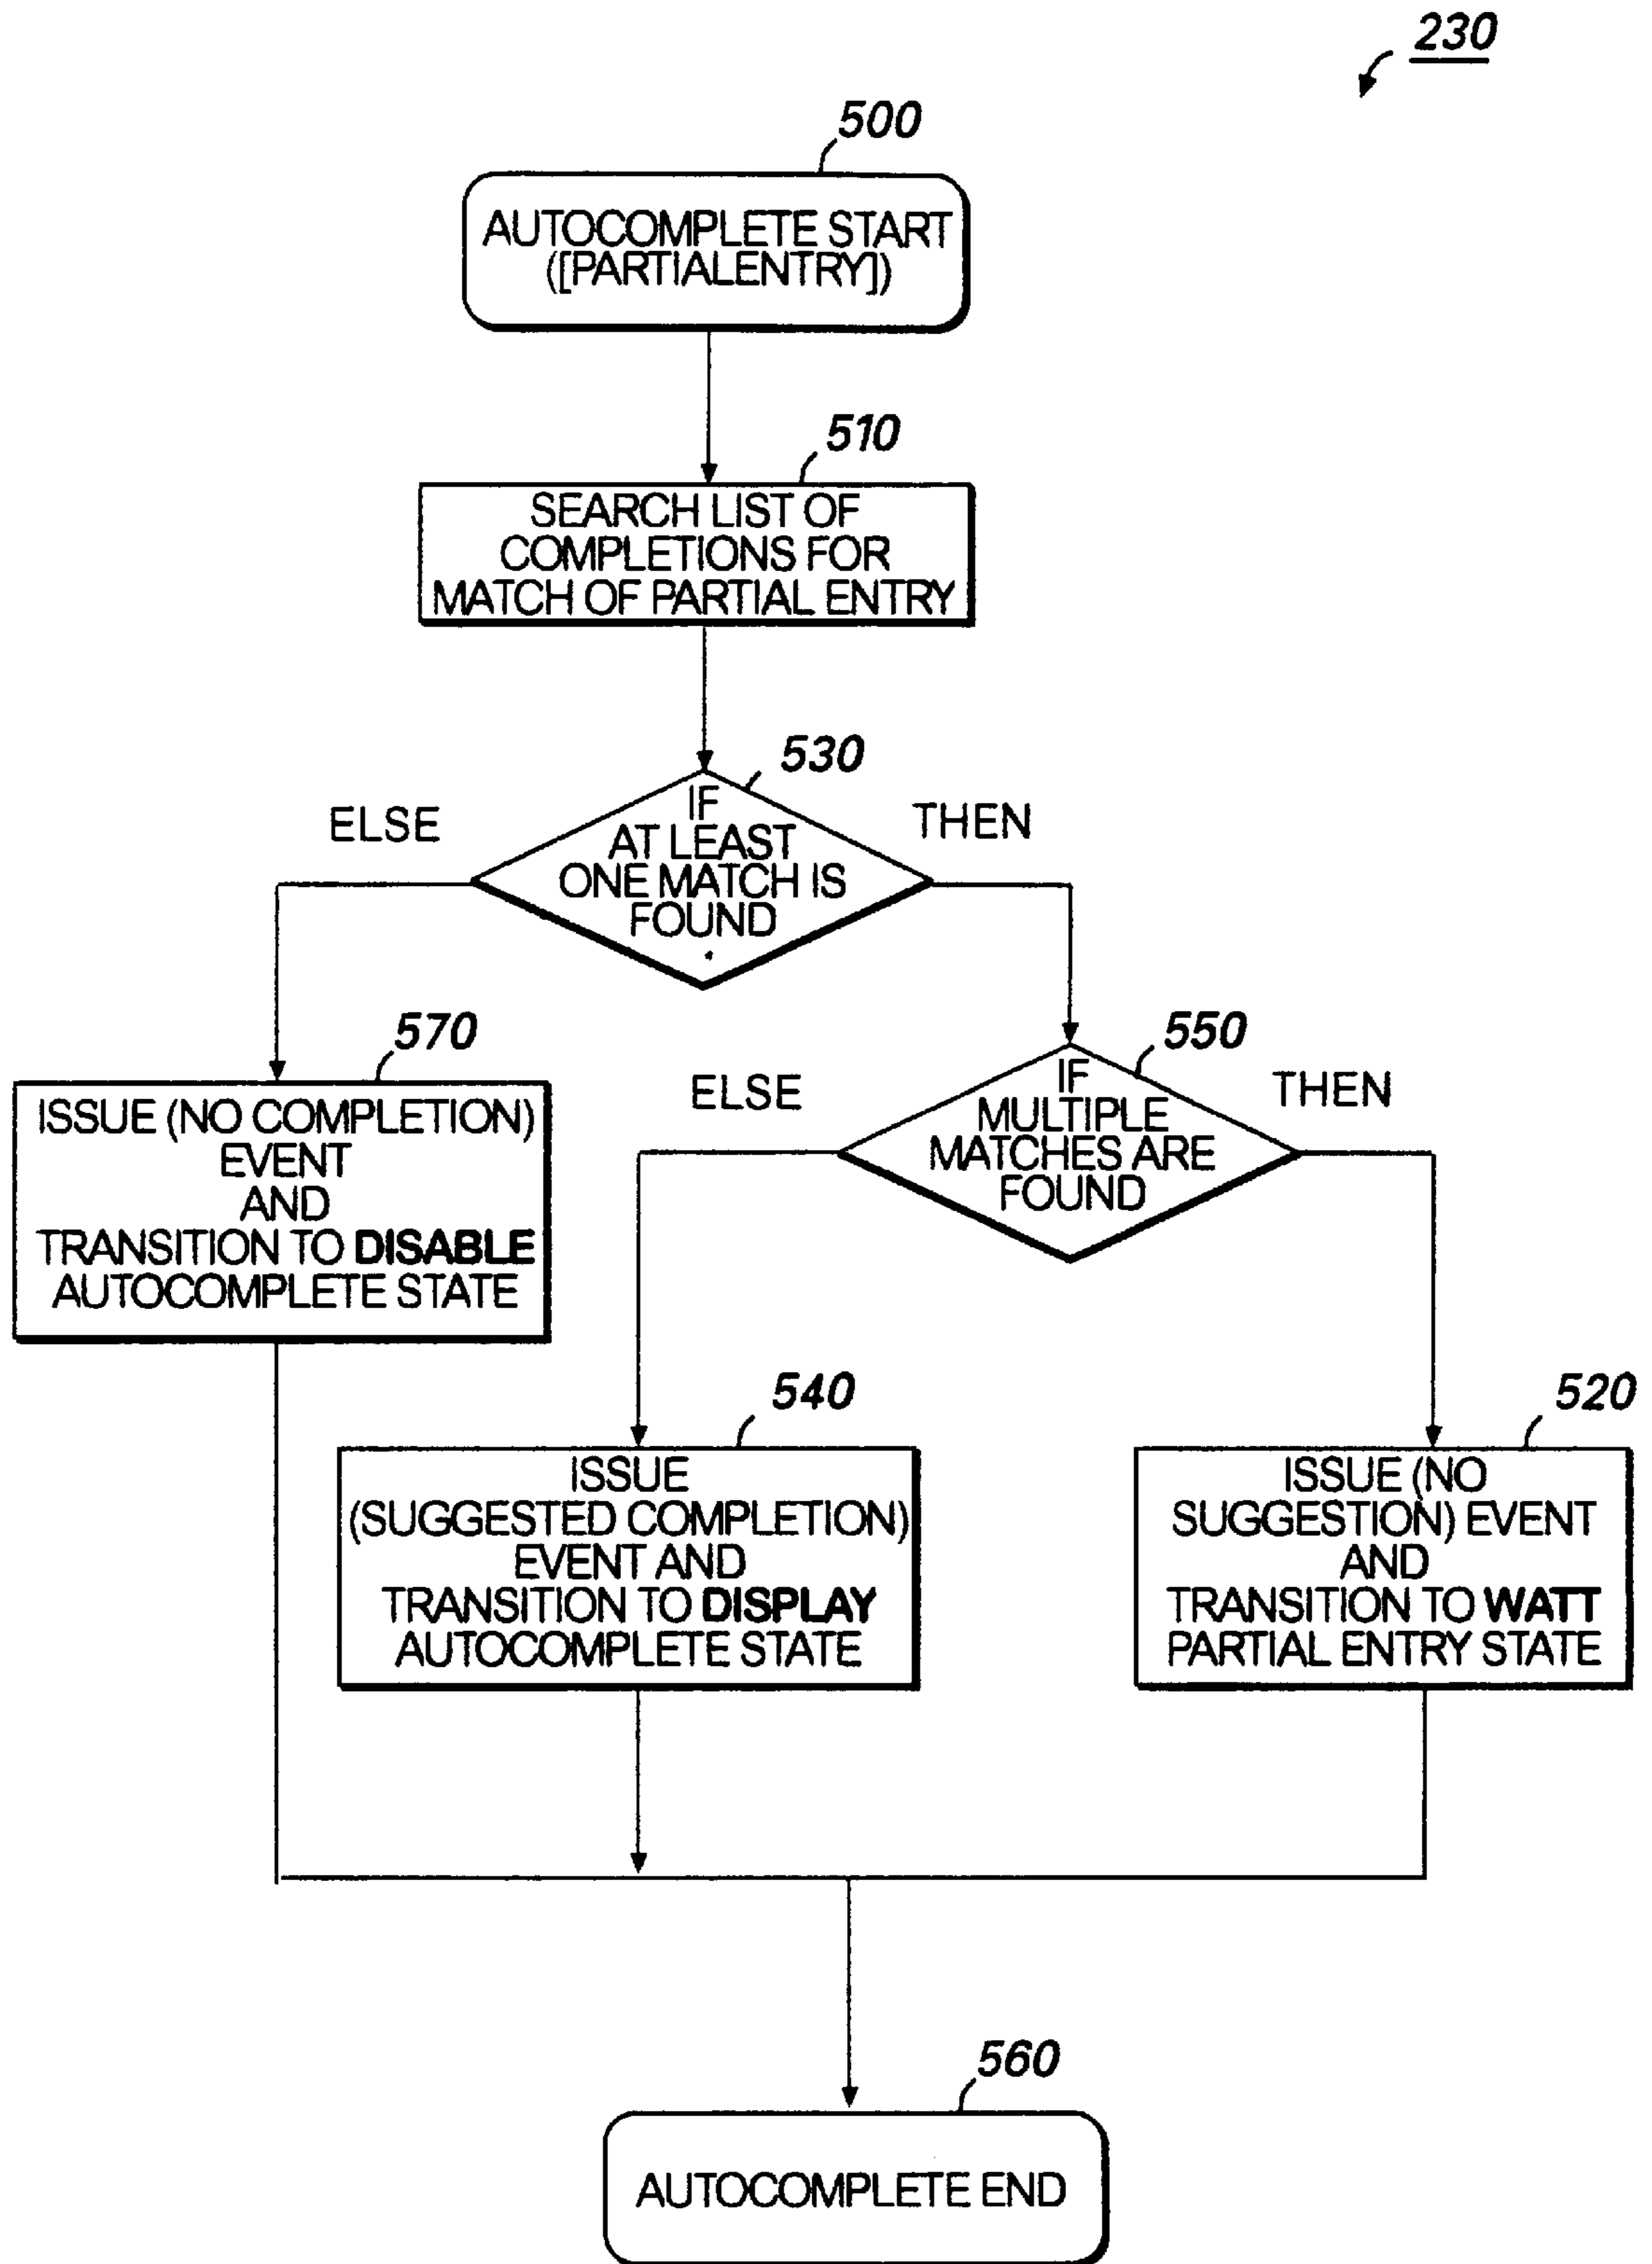 230
500
AUTOCOMPLETE START
([PARTIALENTRY])
510
SEARCH LIST OF
COMPLETIONS FOR
MATCH OF PARTIAL ENTRY
530
IF
AT LEAST
ONE MATCH IS
FOUND
ELSE
THEN
570
ISSUE (NO COMPLETION)
EVENT
AND
TRANSITION TO DISABLE
AUTOCOMPLETE STATE
550
IF
MULTIPLE
MATCHES ARE
FOUND
ELSE
THEN
540
ISSUE
(SUGGESTED COMPLETION)
EVENT AND
TRANSITION TO DISPLAY
AUTOCOMPLETE STATE
520
ISSUE (NO
SUGGESTION) EVENT
AND
TRANSITION TO WATT
PARTIAL ENTRY STATE
560
AUTOCOMPLETE END